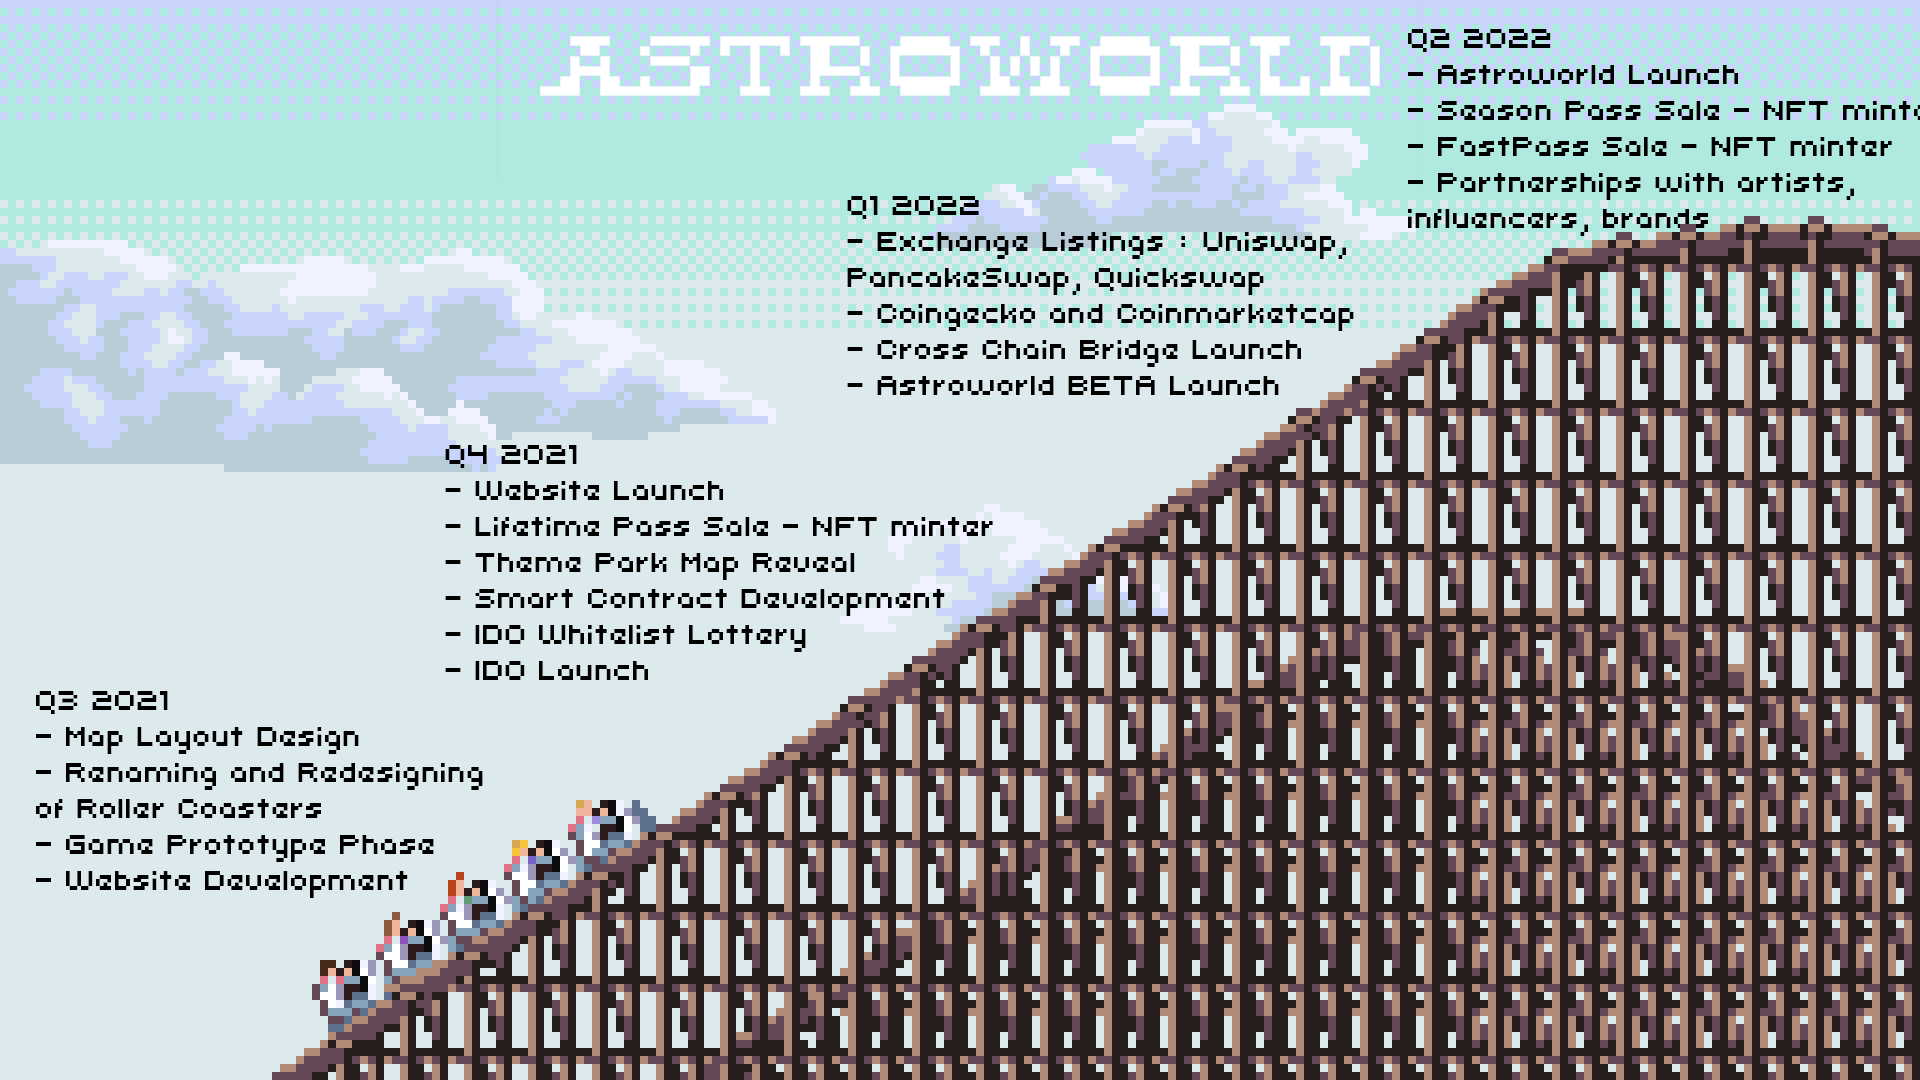 ASTROWORLD
Q2 2022
- Astroworld Launch
- Season Pass Sale - NFT minte
- FastPass Sale - NFT minter
- Partnerships with artists,
influencers, brands
Q1 2022
- Exchange Listings : Uniswap,
PancakeSwap, Quickswap
- Coingecko and Coinmarketcap
- Cross Chain Bridge Launch
- Astroworld BETA Launch
Q4 2021
- Website Launch
- Lifetime Pass Sale - NFT minter
- Theme Park Map Reveal
- Smart Contract Development
- IDO Whitelist Lottery
- IDO Launch
Q3 2021
- Map Layout Design
- Renaming and Redesigning
of Roller Coasters
- Game Prototype Phase
- Website Development